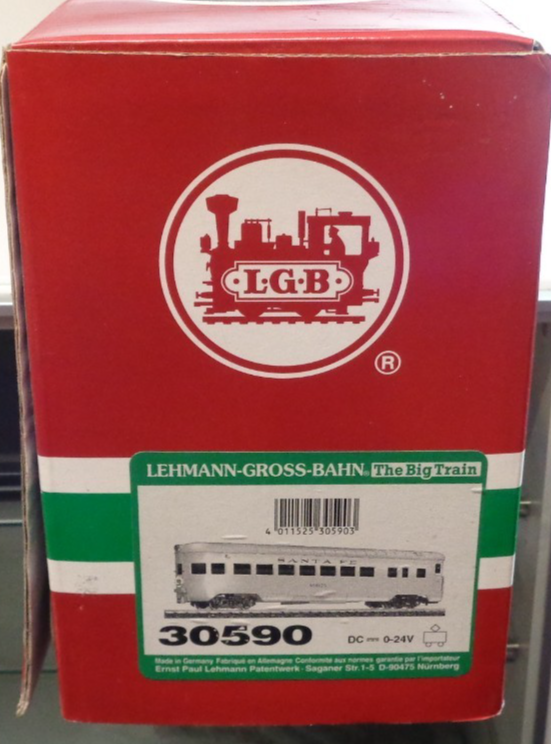 L·G·B
®
LEHMANN-GROSS-BAHN® The Big Train
4 011525 305903
SANTA FE
30590 DC 0-24V
Made in Germany Fabriqué en Allemagne Conformité aux normes garantie par l'importateur
Ernst Paul Lehmann Patentwerk · Saganer Str. 1-5 D-90475 Nürnberg